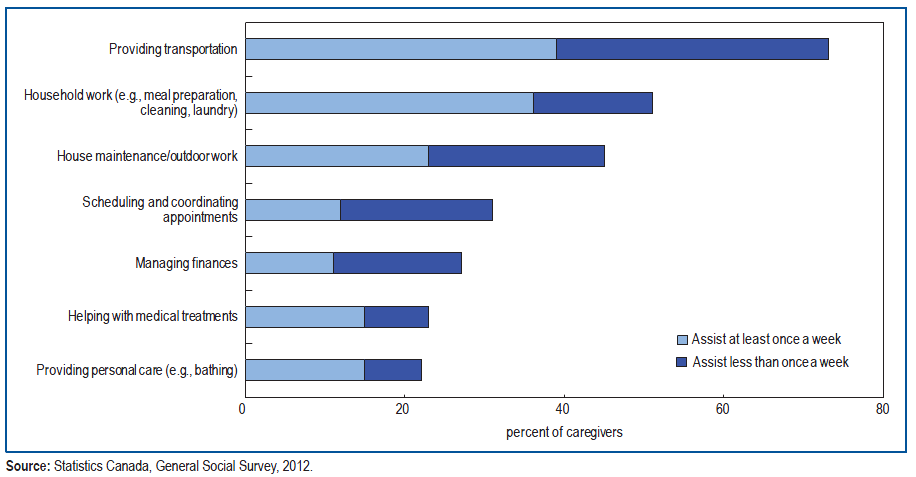 Providing transportation
Household work (e.g., meal preparation,
cleaning, laundry)
House maintenance/outdoor work
Scheduling and coordinating
appointments
Managing finances
Helping with medical treatments
Providing personal care (e.g., bathing)
Assist at least once a week
Assist less than once a week
0 20 40 60 80
percent of caregivers
Source: Statistics Canada, General Social Survey, 2012.